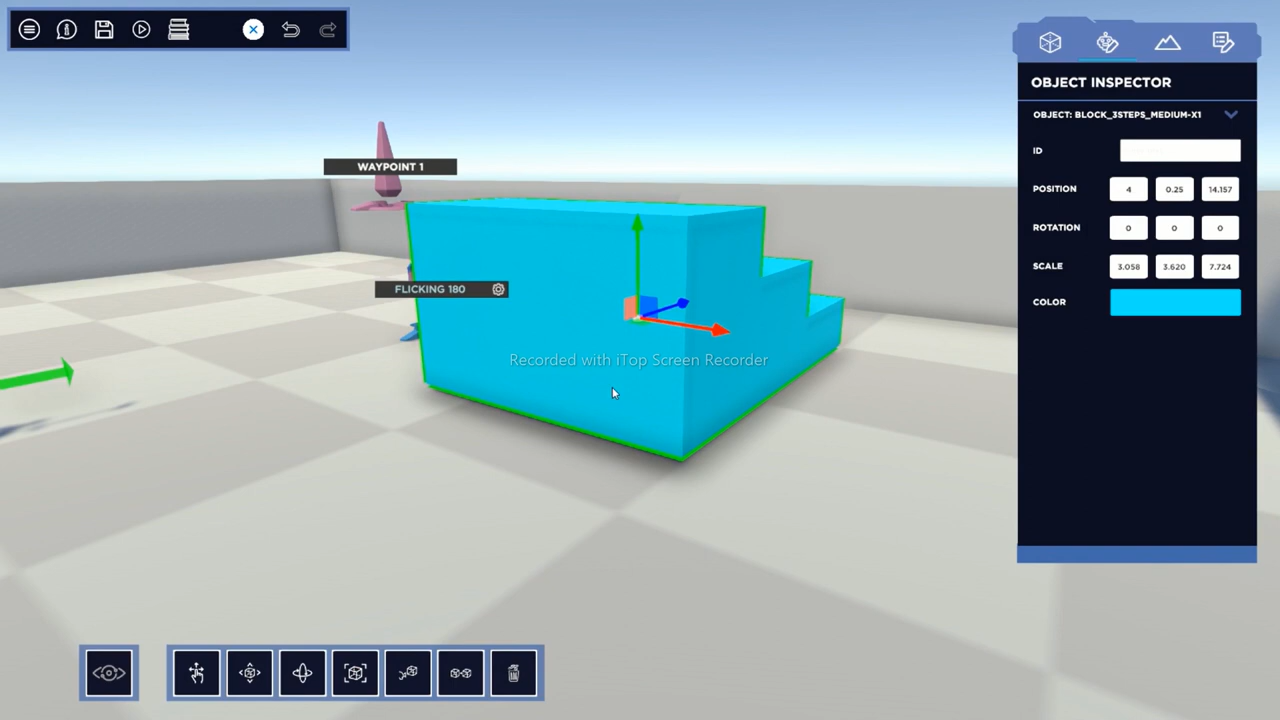 OBJECT INSPECTOR
OBJECT: BLOCK_3STEPS_MEDIUM-X1
ID
POSITION 4 0.25 14.157
ROTATION 0 0 0
SCALE 3.058 3.620 7.724
COLOR
WAYPOINT 1
FLICKING 180
Recorded with iTop Screen Recorder